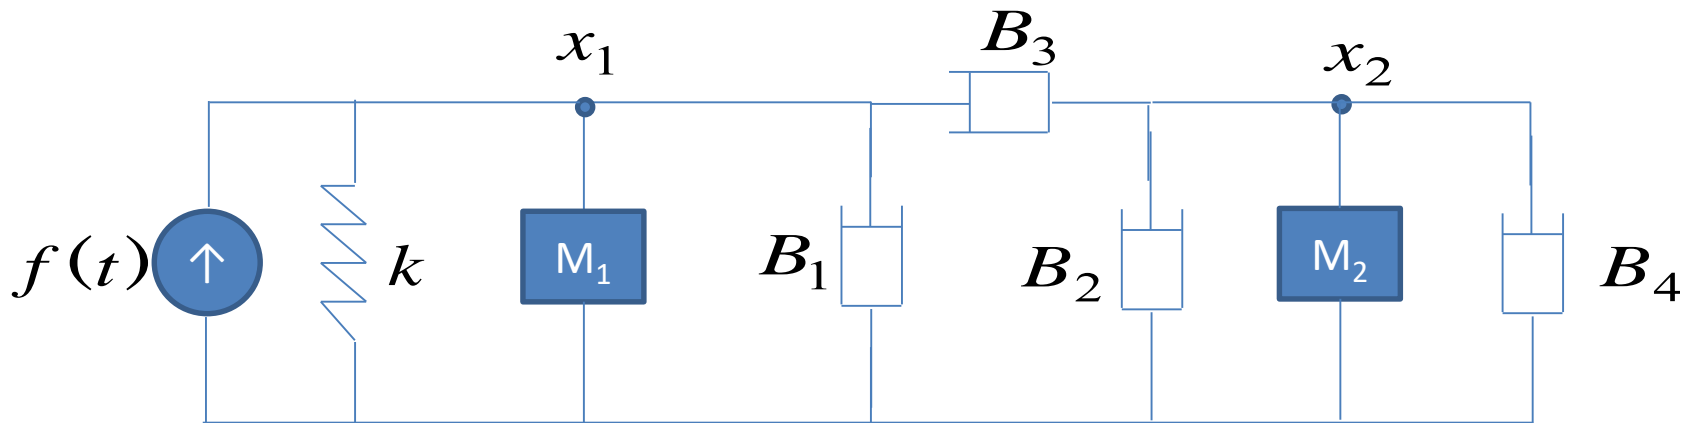 x₁
B₃
x₂
f(t)
k
M₁
B₁
B₂
M₂
B₄